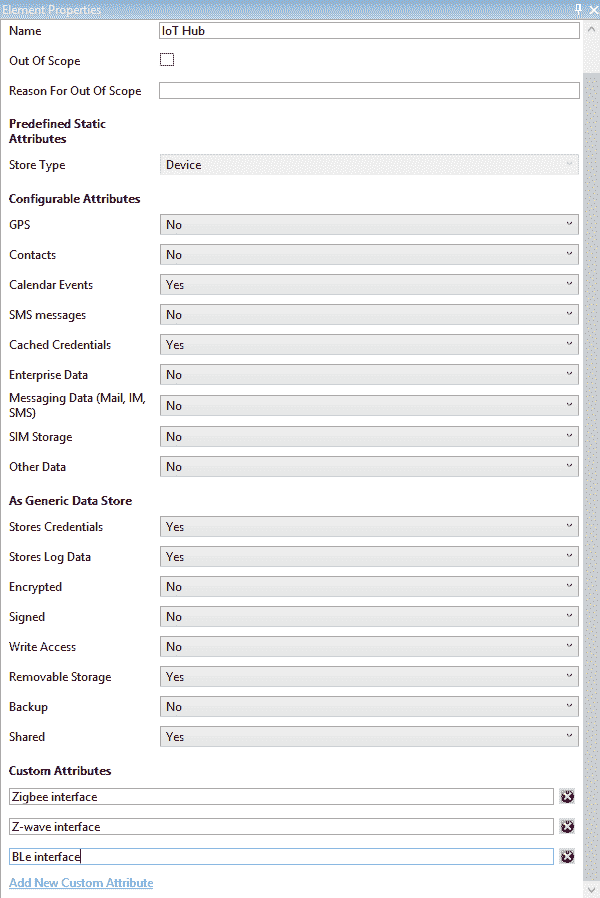 Element Properties
Name IoT Hub
Out Of Scope
Reason For Out Of Scope
Predefined Static
Attributes
Store Type Device
Configurable Attributes
GPS No
Contacts No
Calendar Events Yes
SMS messages No
Cached Credentials Yes
Enterprise Data No
Messaging Data (Mail, IM,
SMS) No
SIM Storage No
Other Data No
As Generic Data Store
Stores Credentials Yes
Stores Log Data Yes
Encrypted No
Signed No
Write Access No
Removable Storage Yes
Backup No
Shared Yes
Custom Attributes
Zigbee interface
Z-wave interface
BLe interface
Add New Custom Attribute